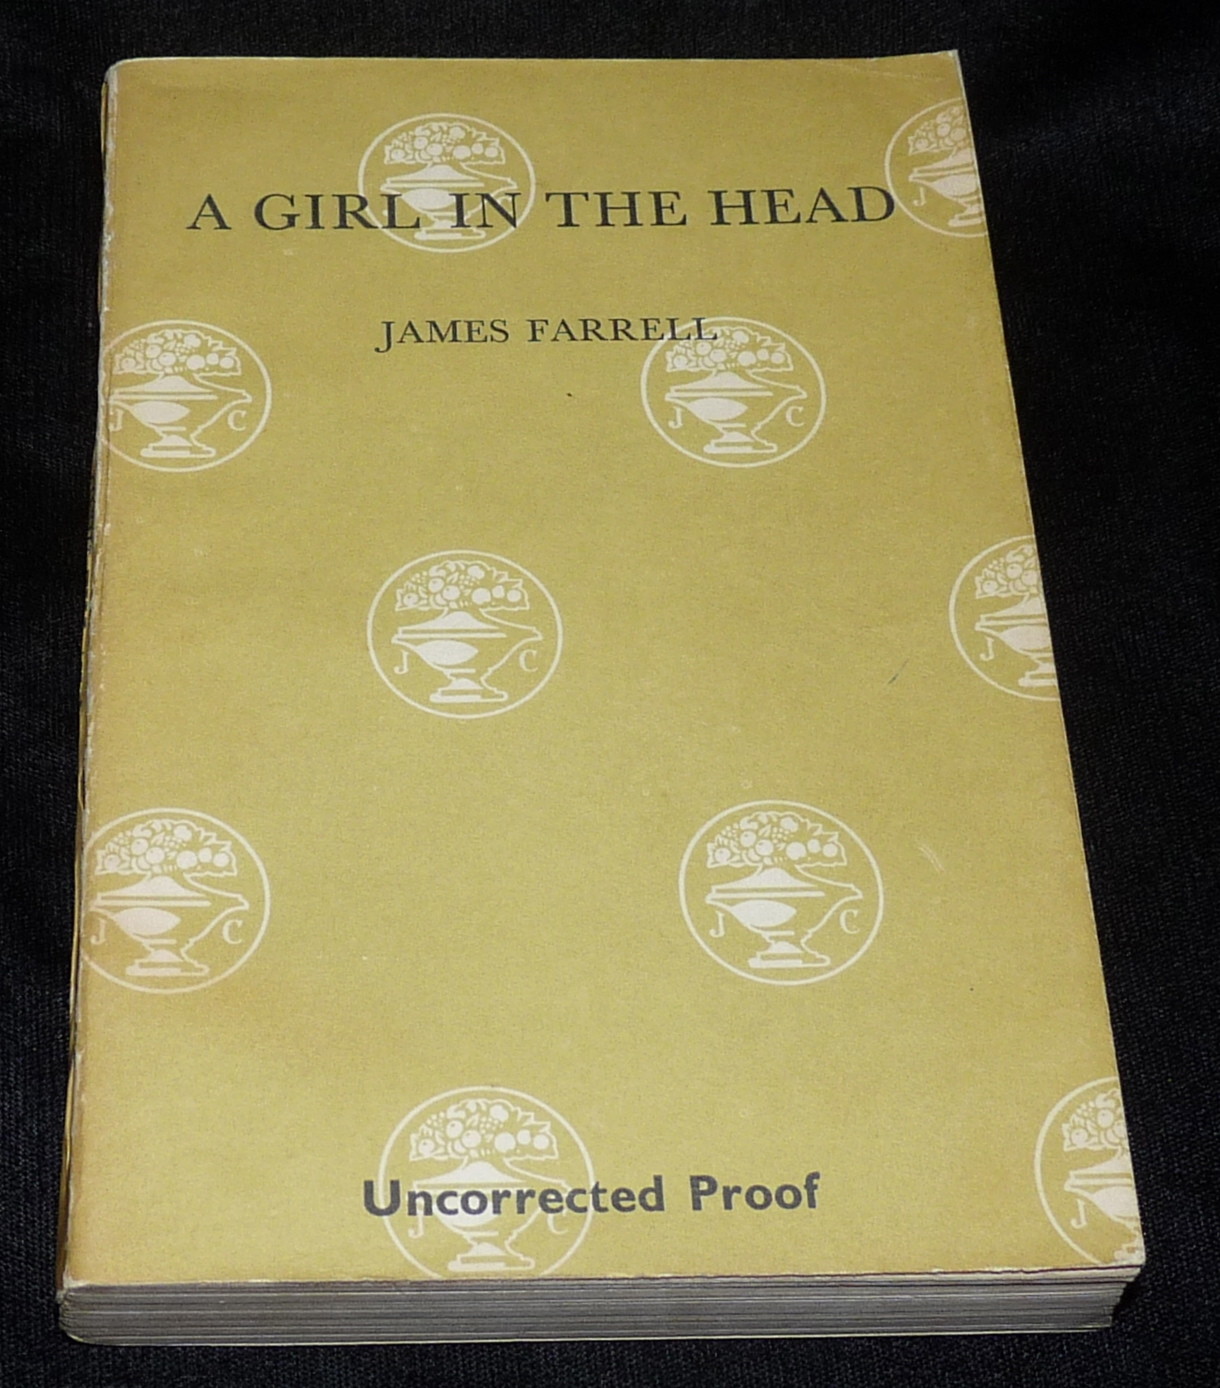 A GIRL IN THE HEAD
JAMES FARRELL
J C
J C
J C
J
J C
J C
J
Uncorrected Proof